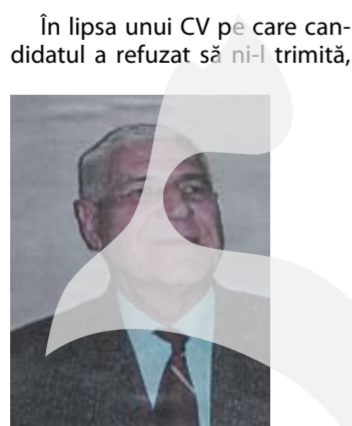 În lipsa unui CV pe care can-
didatul a refuzat să ni-l trimită,